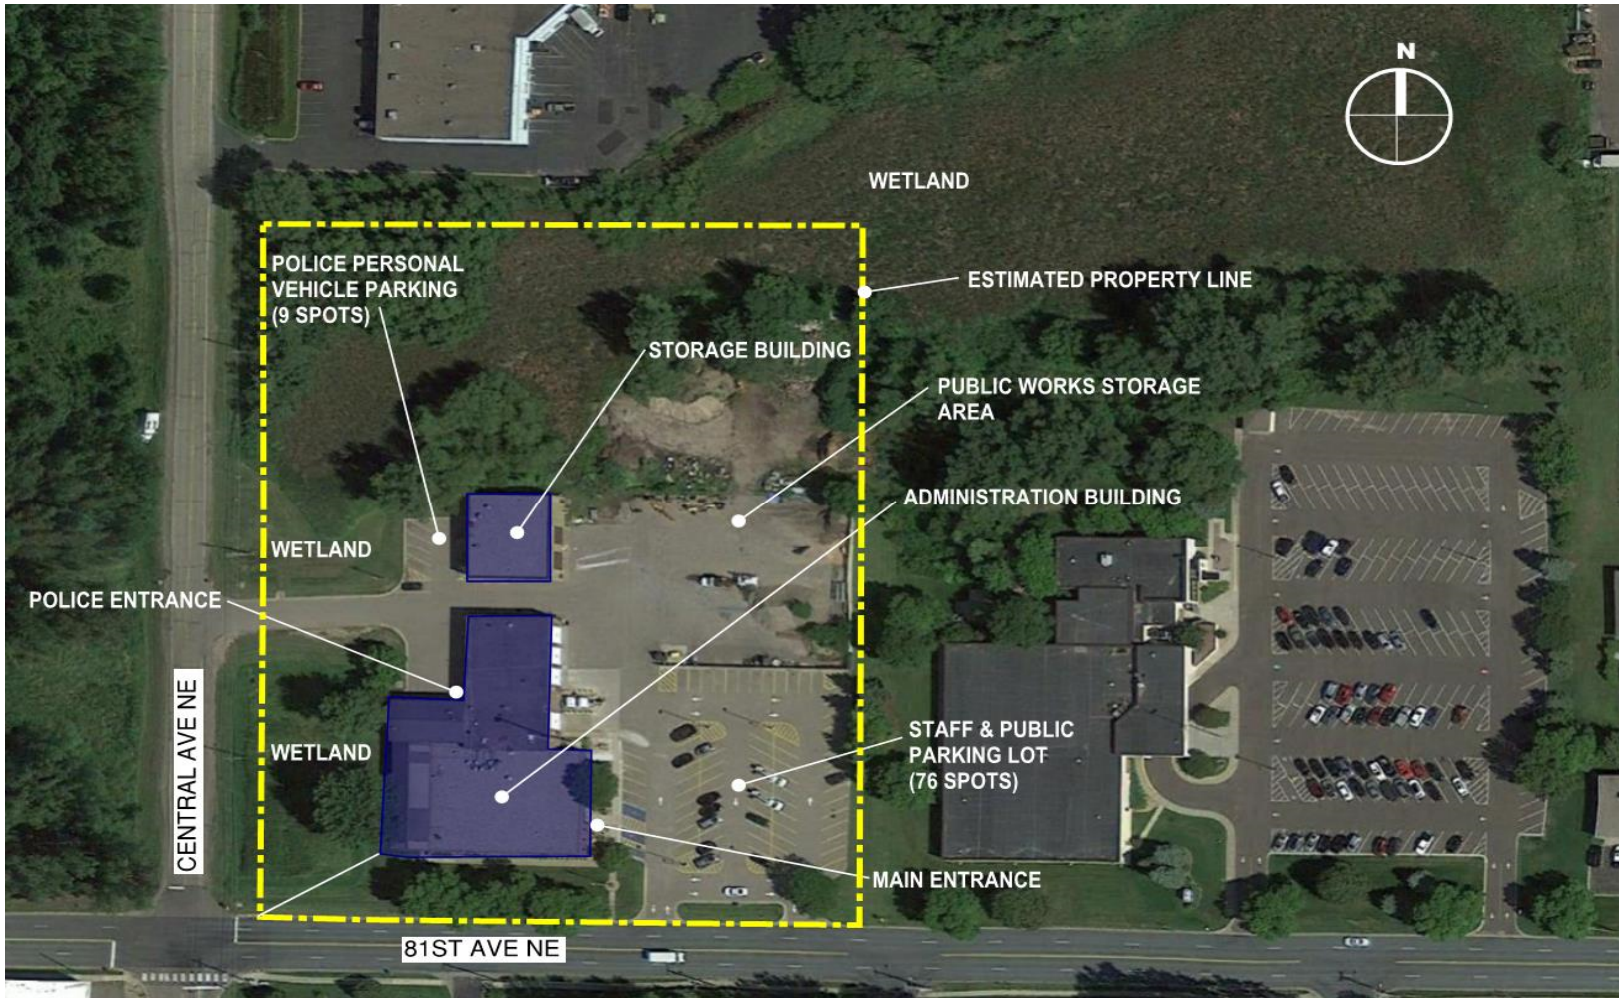 N
WETLAND
POLICE PERSONAL
VEHICLE PARKING
(9 SPOTS)
ESTIMATED PROPERTY LINE
STORAGE BUILDING
PUBLIC WORKS STORAGE
AREA
ADMINISTRATION BUILDING
WETLAND
POLICE ENTRANCE
CENTRAL AVE NE
WETLAND
STAFF & PUBLIC
PARKING LOT
(76 SPOTS)
MAIN ENTRANCE
81ST AVE NE